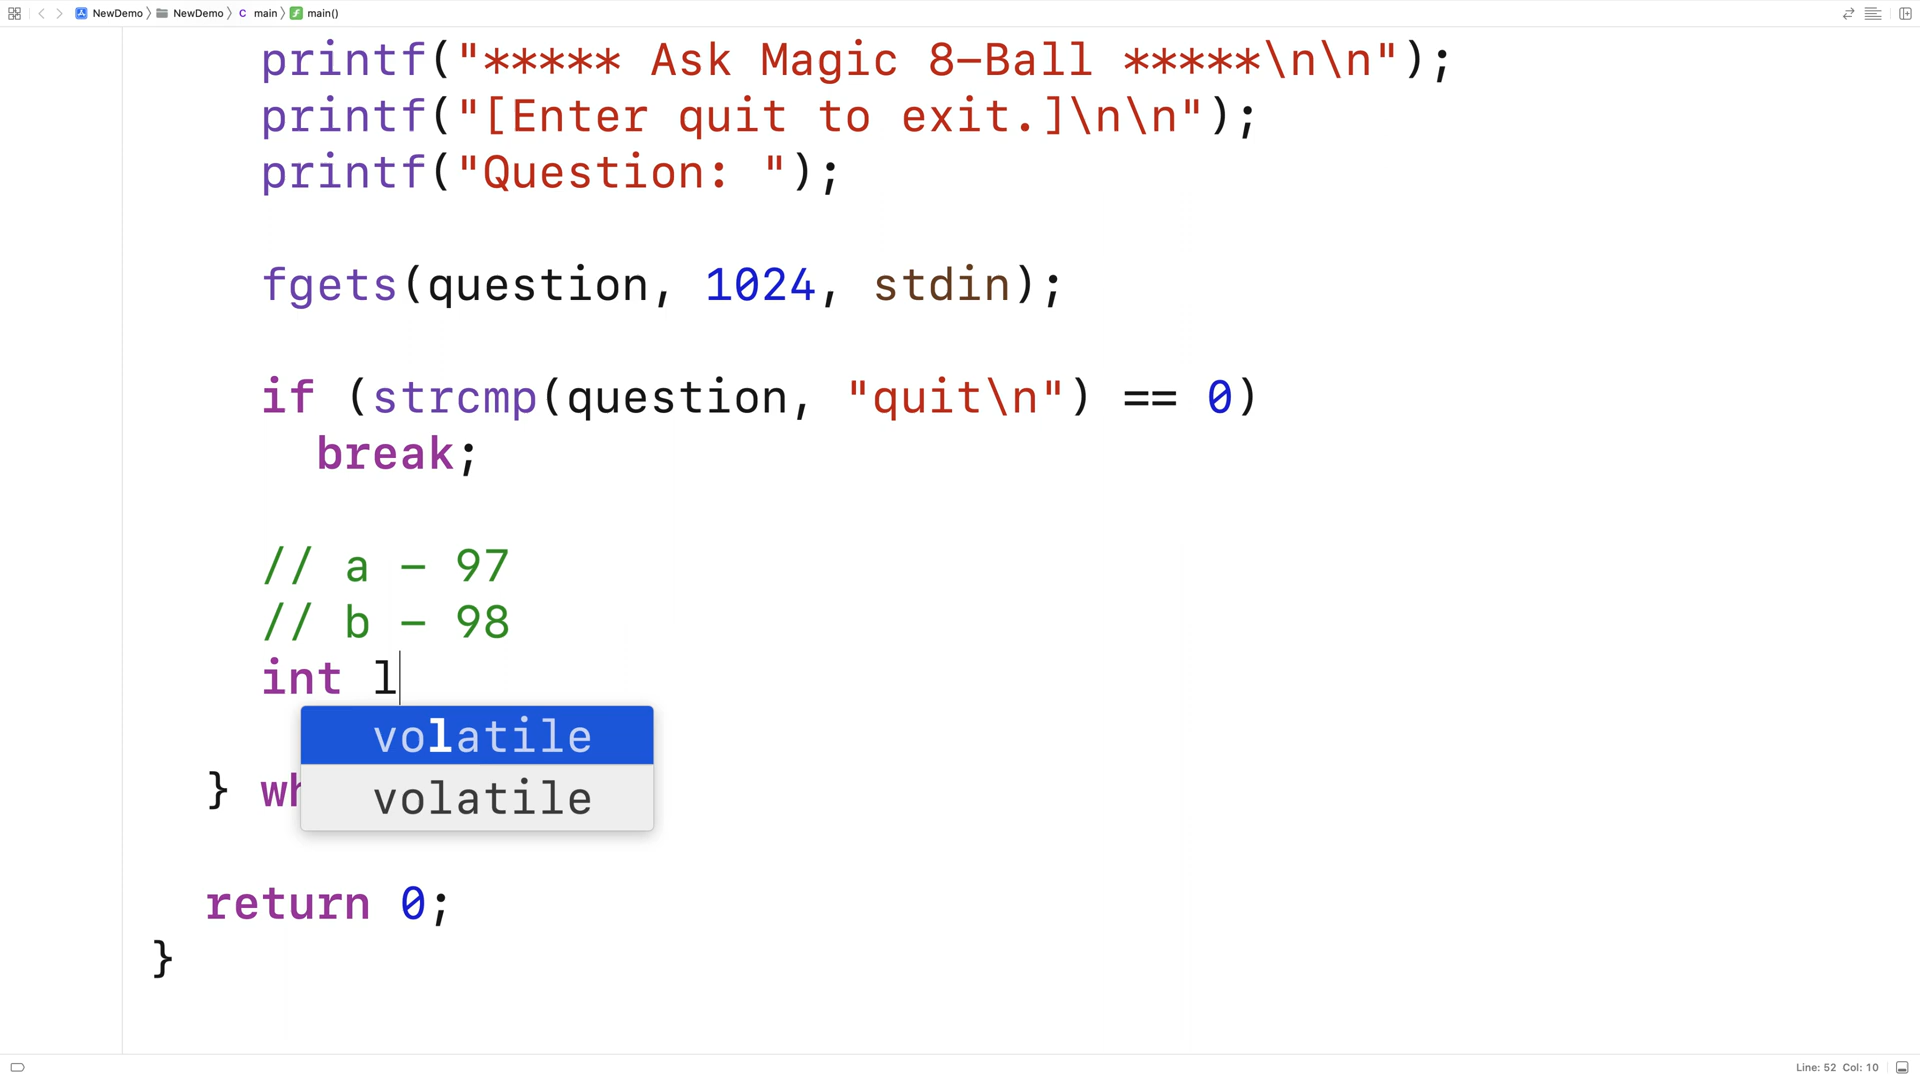 NewDemo 〉 NewDemo 〉 C main 〉 f main()
printf("***** Ask Magic 8-Ball *****\n\n");
printf("[Enter quit to exit.]\n\n");
printf("Question: ");
fgets(question, 1024, stdin);
if (strcmp(question, "quit\n") == 0)
break;
// a - 97
// b - 98
int l
volatile
volatile
} wh
return 0;
}
Line: 52 Col: 10